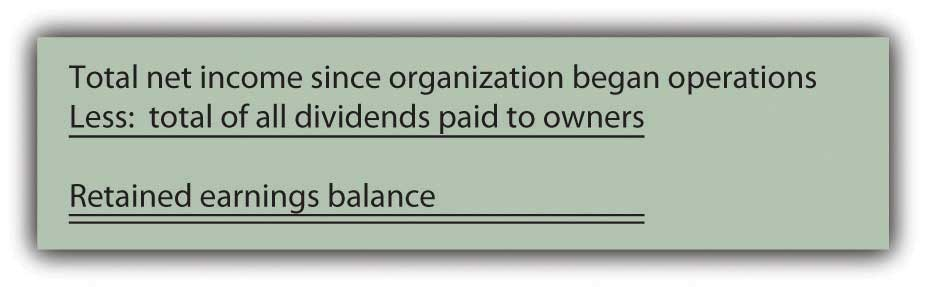 Total net income since organization began operations
Less:  total of all dividends paid to owners
Retained earnings balance